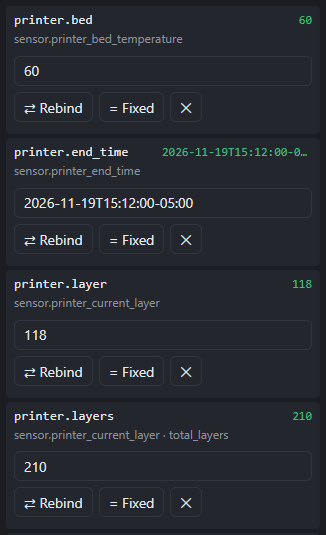 printer.bed 60
sensor.printer_bed_temperature
60
⇄ Rebind = Fixed ✕
printer.end_time 2026-11-19T15:12:00-0...
sensor.printer_end_time
2026-11-19T15:12:00-05:00
⇄ Rebind = Fixed ✕
printer.layer 118
sensor.printer_current_layer
118
⇄ Rebind = Fixed ✕
printer.layers 210
sensor.printer_current_layer · total_layers
210
⇄ Rebind = Fixed ✕